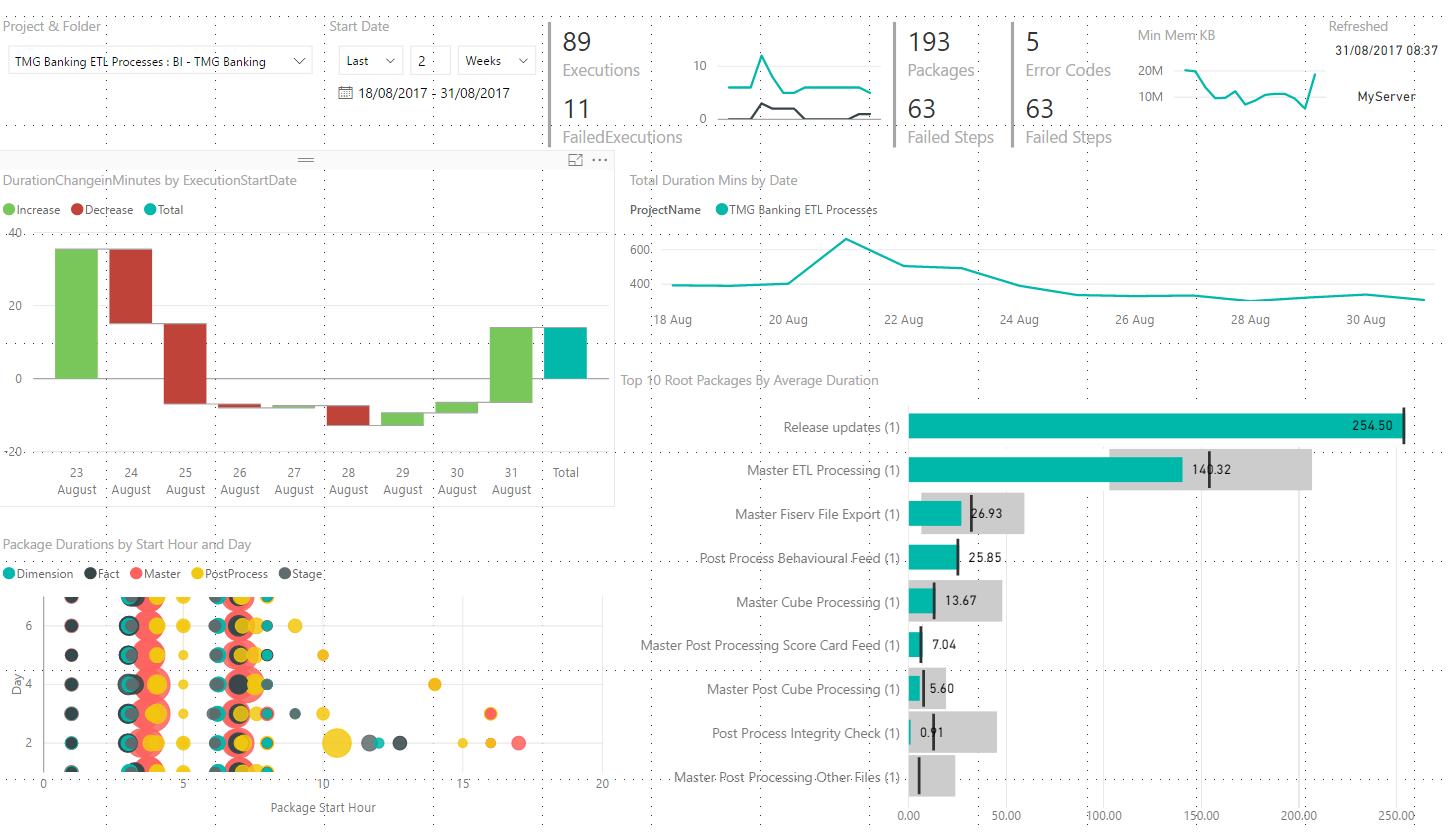 Project & Folder
TMG Banking ETL Processes : BI - TMG Banking
Start Date
Last
2
Weeks
18/08/2017 - 31/08/2017
89
Executions
11
FailedExecutions
10
0
193
Packages
63
Failed Steps
5
Error Codes
63
Failed Steps
Min Mem KB
20M
10M
Refreshed
31/08/2017 08:37
MyServer
DurationChangeinMinutes by ExecutionStartDate
Increase Decrease Total
40
20
0
-20
23 24 25 26 27 28 29 30 31 Total
August August August August August August August August August
Total Duration Mins by Date
ProjectName TMG Banking ETL Processes
600
400
18 Aug 20 Aug 22 Aug 24 Aug 26 Aug 28 Aug 30 Aug
Package Durations by Start Hour and Day
Dimension Fact Master PostProcess Stage
6
4
2
Day
0 5 10 15 20
Package Start Hour
Top 10 Root Packages By Average Duration
Release updates (1) 254.50
Master ETL Processing (1) 140.32
Master Fiserv File Export (1) 26.93
Post Process Behavioural Feed (1) 25.85
Master Cube Processing (1) 13.67
Master Post Processing Score Card Feed (1) 7.04
Master Post Cube Processing (1) 5.60
Post Process Integrity Check (1) 0.91
Master Post Processing Other Files (1)
0.00 50.00 100.00 150.00 200.00 250.00